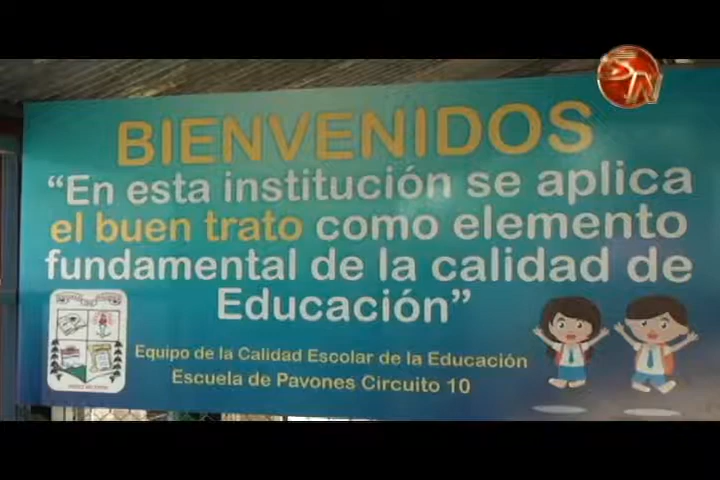 BIENVENIDOS
“En esta institución se aplica
el buen trato como elemento
fundamental de la calidad de
Educación”
Equipo de la Calidad Escolar de la Educación
Escuela de Pavones Circuito 10